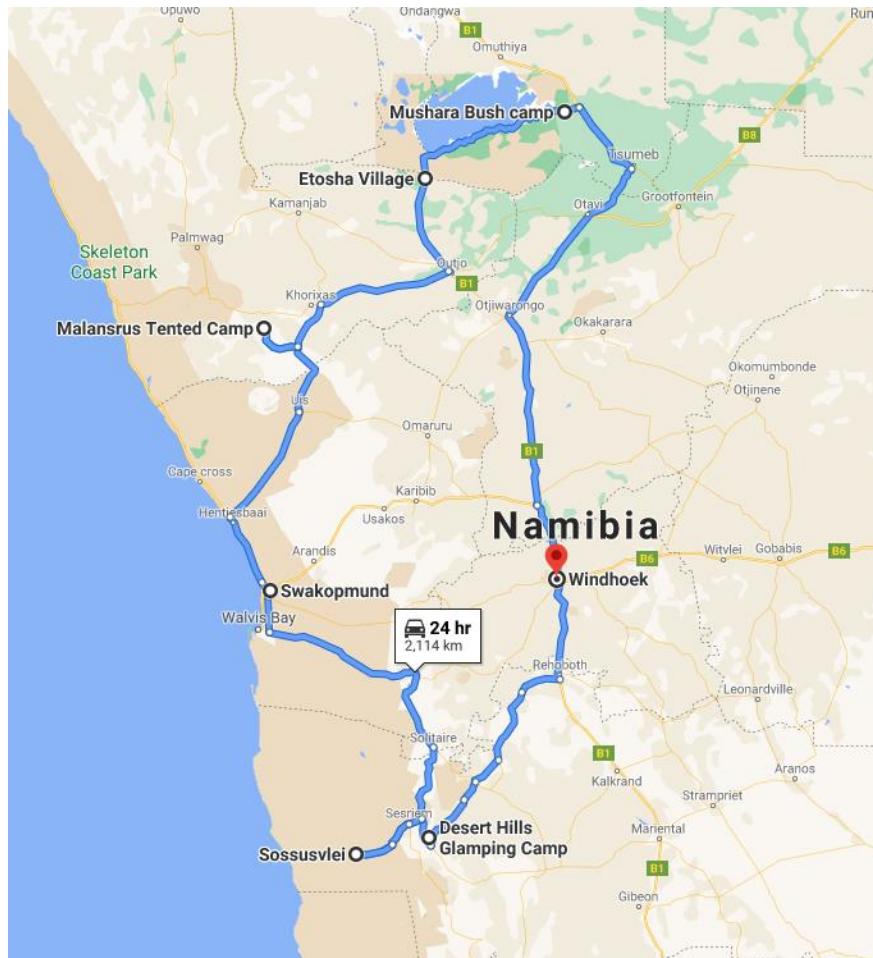 Opuwo
Ondangwa
B1
Omuthiya
Run
Mushara Bush camp
B8
Tisumeb
Etosha Village
Grootfontein
Kamanjab
Otavi
Palmwag
Skeleton
Coast Park
Outjo
B1
Khorixas
Otjiwarongo
Malansrus Tented Camp
Okakarara
Okomumbonde
Otjinene
Uis
Omaruru
B1
Cape cross
Karibib
Usakos
Hentiesbaai
Namibia
Arandis
B6
Witvlei
Gobabis
B6
Windhoek
Swakopmund
Walvis Bay
24 hr
2,114 km
Rehoboth
Leonardville
Solitaire
B1
Kalkrand
Aranos
Strampriet
Sesriem
Desert Hills
Glamping Camp
Mariental
Sossusvlei
B1
Gibeon